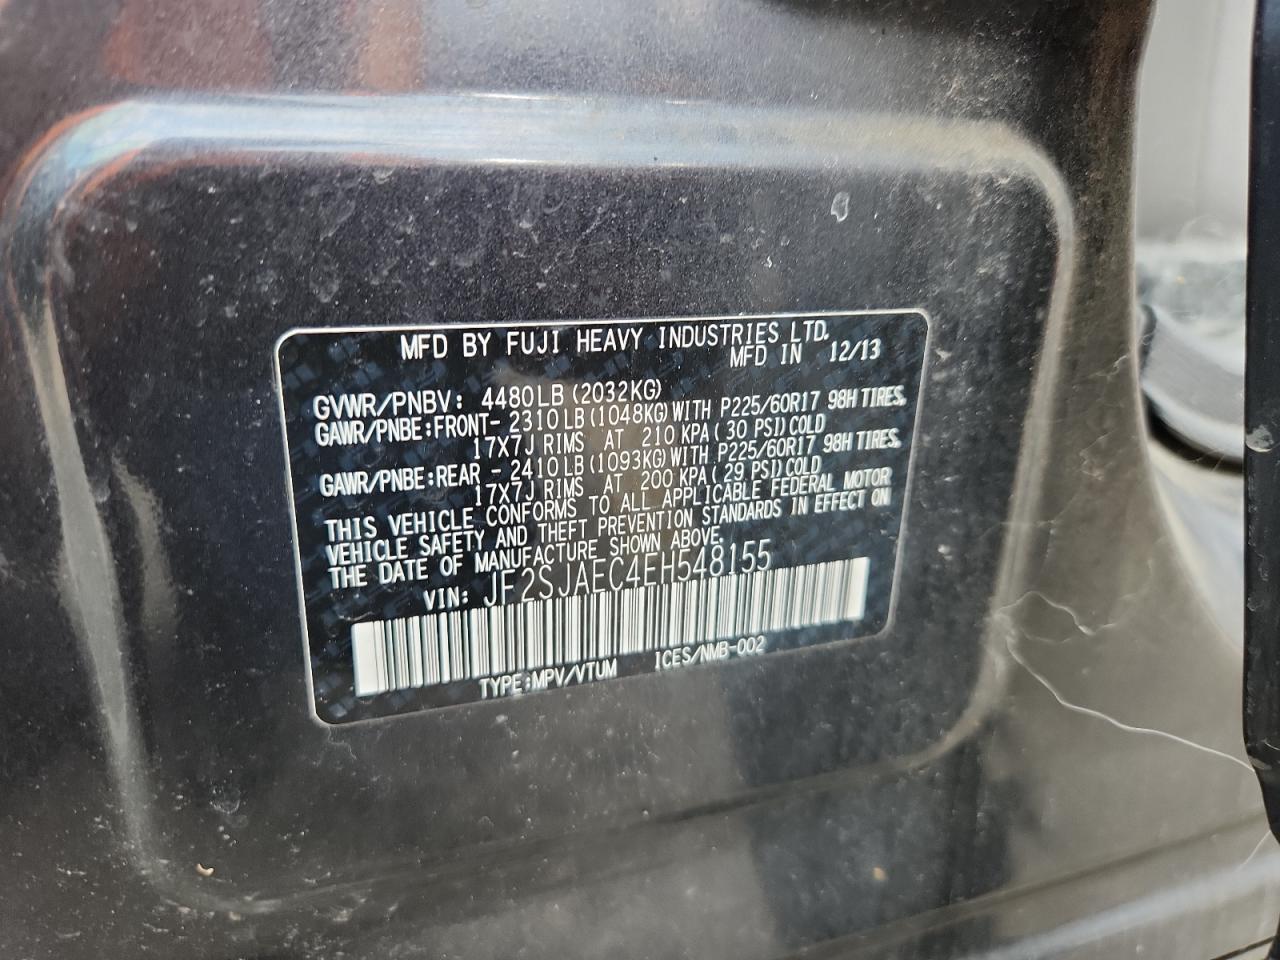 MFD BY FUJI HEAVY INDUSTRIES LTD.
MFD IN 12/13
GVWR/PNBV: 4480LB(2032KG)
GAWR/PNBE:FRONT- 2310LB(1048KG)WITH P225/60R17 98H TIRES,
17X7J RIMS AT 210 KPA(30 PSI)COLD
GAWR/PNBE:REAR - 2410LB(1093KG)WITH P225/60R17 98H TIRES,
17X7J RIMS AT 200 KPA(29 PSI)COLD
THIS VEHICLE CONFORMS TO ALL APPLICABLE FEDERAL MOTOR
VEHICLE SAFETY AND THEFT PREVENTION STANDARDS IN EFFECT ON
THE DATE OF MANUFACTURE SHOWN ABOVE.
VIN: JF2SJAEC4EH548155
TYPE:MPV/VTUM ICES/NMB-002